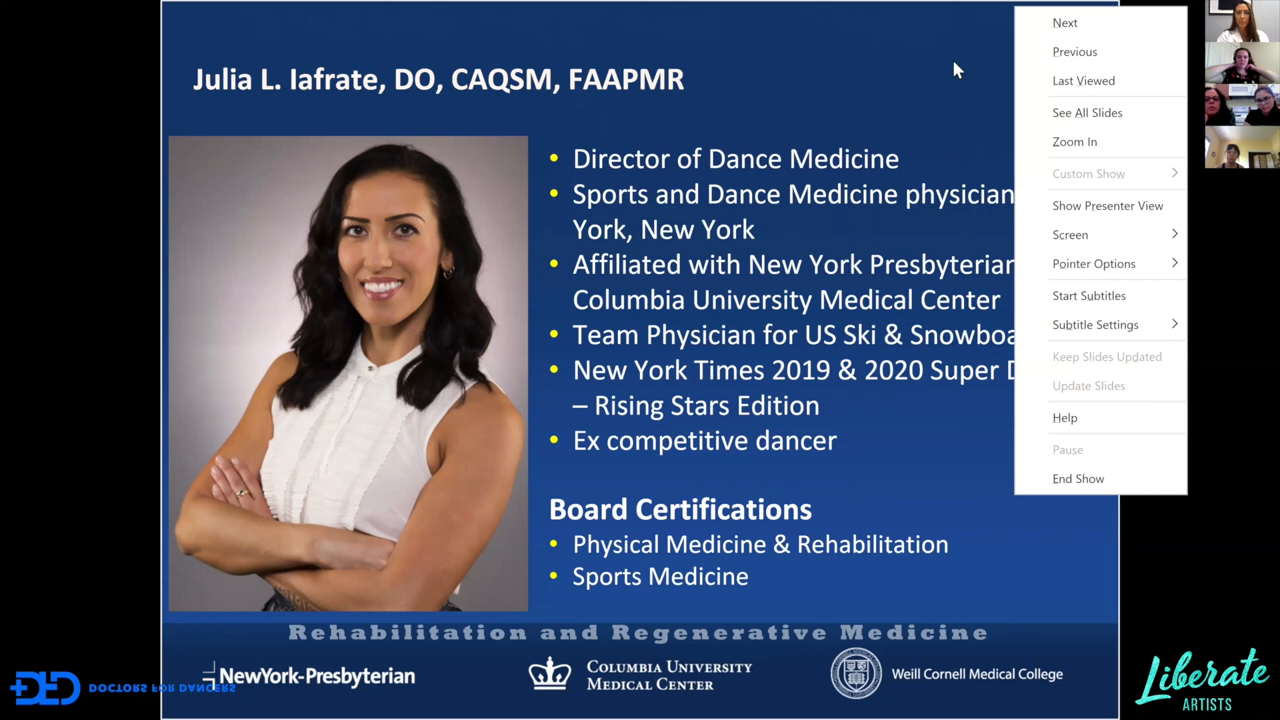 Julia L. Iafrate, DO, CAQSM, FAAPMR
• Director of Dance Medicine
• Sports and Dance Medicine physician
York, New York
• Affiliated with New York Presbyterian
Columbia University Medical Center
• Team Physician for US Ski &
• New York Times 2019 & 2020 Super
– Rising Stars Edition
• Ex competitive dancer
Board Certifications
• Physical Medicine & Rehabilitation
• Sports Medicine
Rehabilitation and Regenerative Medicine
NewYork-Presbyterian
COLUMBIA UNIVERSITY
MEDICAL CENTER
Weill Cornell Medical College
Next
Previous
Last Viewed
See All Slides
Zoom In
Custom Show
Show Presenter View
Screen
Pointer Options
Start Subtitles
Subtitle Settings
Keep Slides Updated
Update Slides
Help
Pause
End Show
DFD
DOCTORS FOR DANCERS
Liberate
ARTISTS